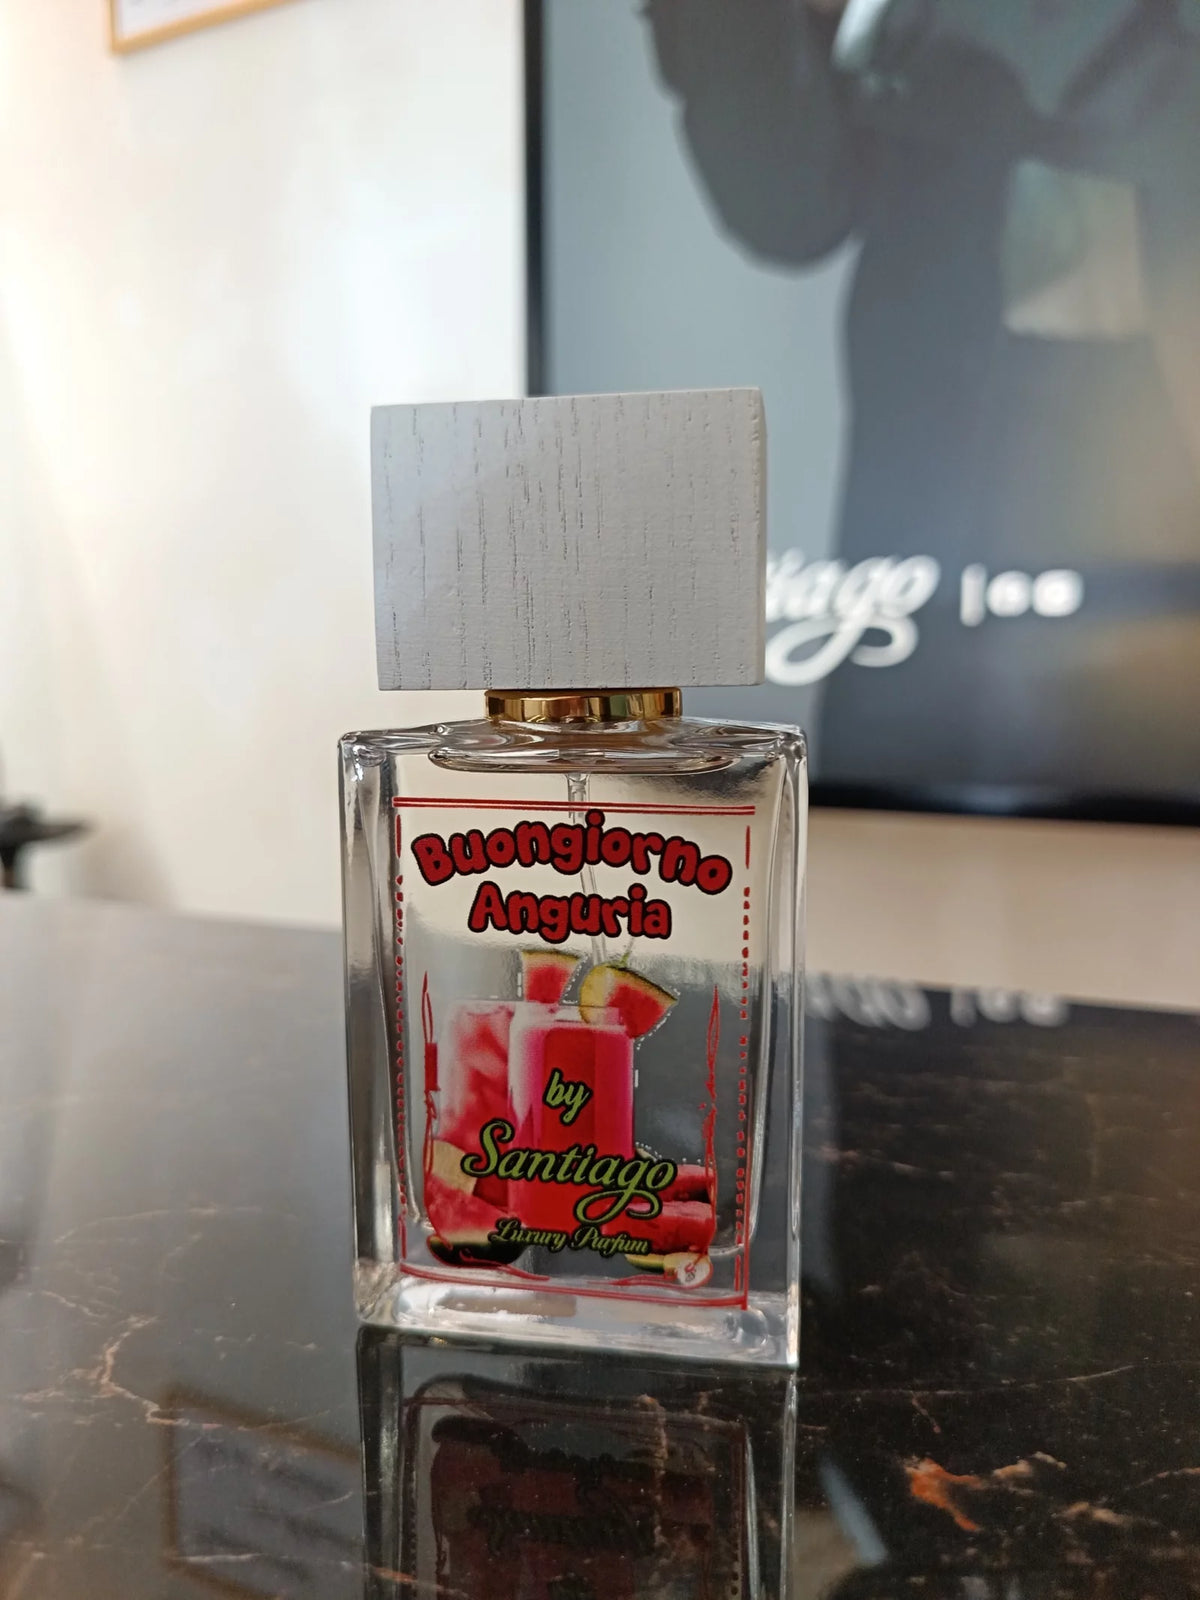 Buongiorno
Anguria
by
Santiago
Luxury Parfum